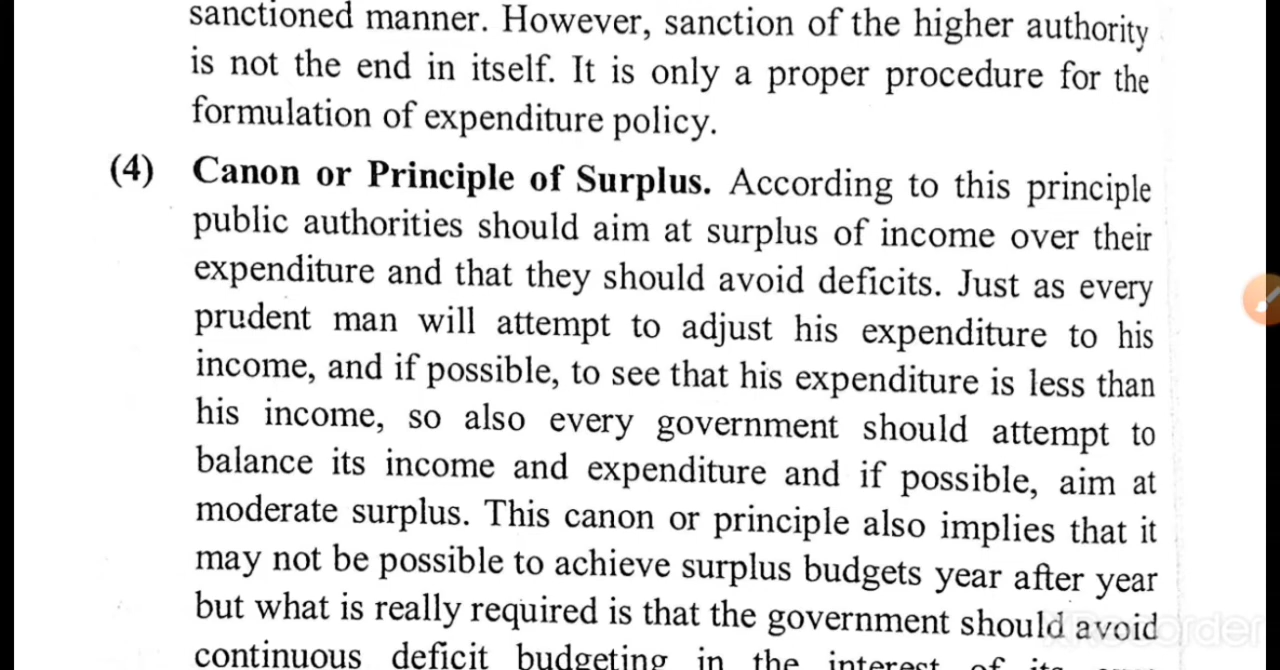 sanctioned manner. However, sanction of the higher authority
is not the end in itself. It is only a proper procedure for the
formulation of expenditure policy.
(4) Canon or Principle of Surplus. According to this principle
public authorities should aim at surplus of income over their
expenditure and that they should avoid deficits. Just as every
prudent man will attempt to adjust his expenditure to his
income, and if possible, to see that his expenditure is less than
his income, so also every government should attempt to
balance its income and expenditure and if possible, aim at
moderate surplus. This canon or principle also implies that it
may not be possible to achieve surplus budgets year after year
but what is really required is that the government should avoid
XRecorder
continuous deficit budgeting in the interest of its